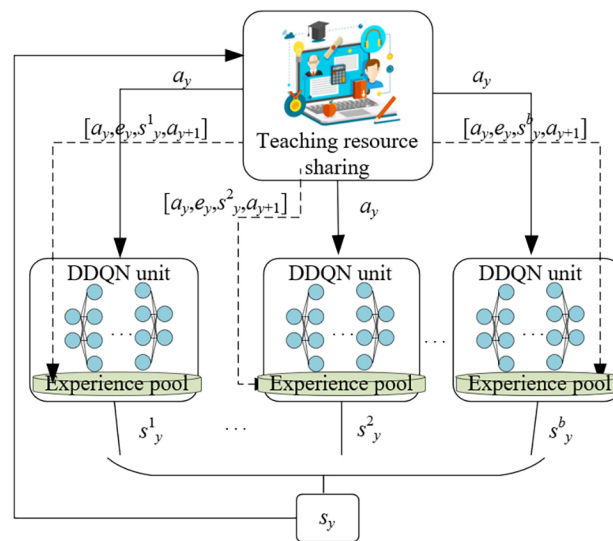 a_y
a_y
[a_y,e_y,s^1_y,a_{y+1}]
[a_y,e_y,s^b_y,a_{y+1}]
Teaching resource
sharing
[a_y,e_y,s^2_y,a_{y+1}]
a_y
DDQN unit
DDQN unit
DDQN unit
...
...
...
...
Experience pool
Experience pool
Experience pool
s^1_y
...
s^2_y
s^b_y
s_y